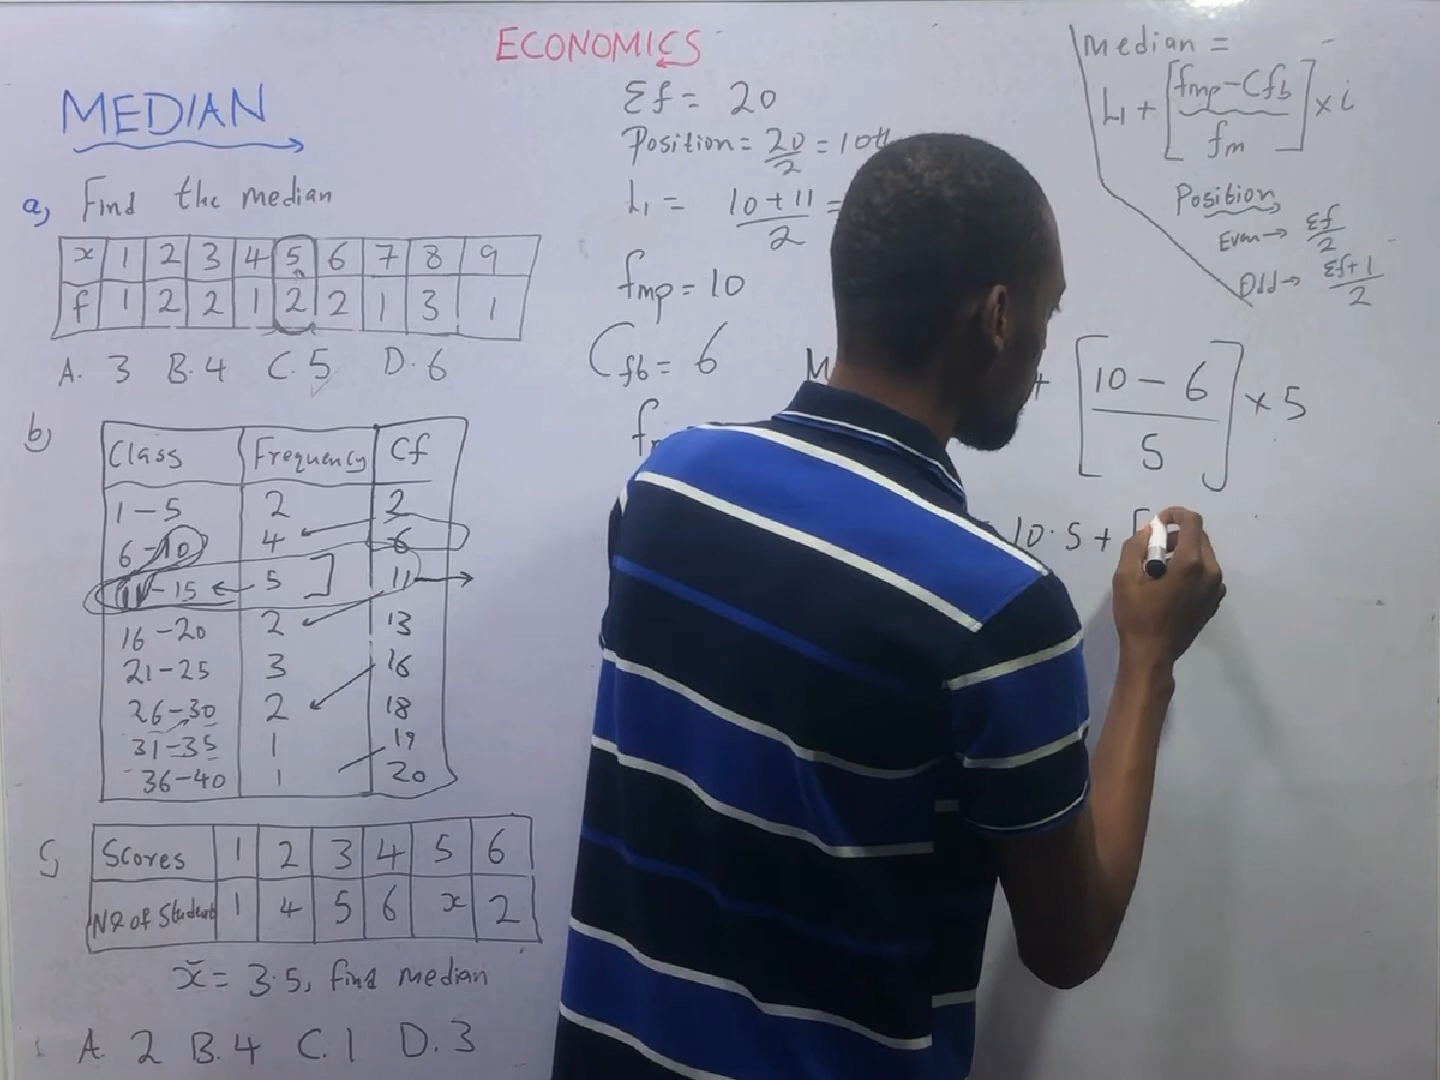 ECONOMICS
MEDIAN
a, Find the median
x 1 2 3 4 5 6 7 8 9
f 1 2 2 1 2 2 1 3 1
A. 3 B. 4 C. 5 D. 6
b)
Class Frequency Cf
1-5 2 2
6-10 4 6
11-15 5 11
16-20 2 13
21-25 3 16
26-30 2 18
31-35 1 19
36-40 1 20
Scores 1 2 3 4 5 6
No of Student 1 4 5 6 x 2
x̄ = 3.5, find median
A. 2 B. 4 C. 1 D. 3
Σf = 20
Position = 20/2 = 10th
L1 = 10+11/2 =
fmp = 10
Cfb = 6
+ [10 - 6 / 5] × 5
10.5 + [
Median =
L1 + [fmp - Cfb / fm] × i
Position
Even → Σf/2
Odd → Σf+1/2